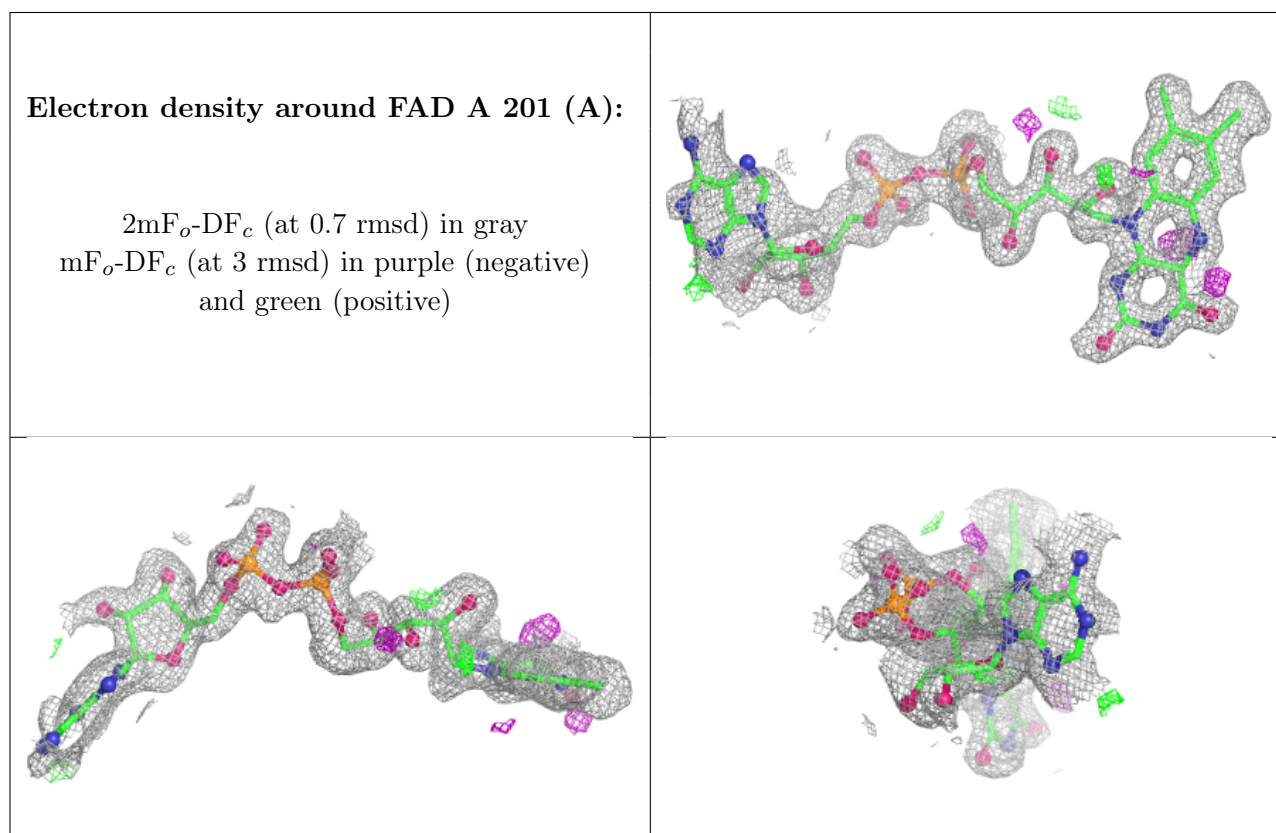 Electron density around FAD A 201 (A):
2mFₒ-DF𝒸 (at 0.7 rmsd) in gray
mFₒ-DF𝒸 (at 3 rmsd) in purple (negative)
and green (positive)